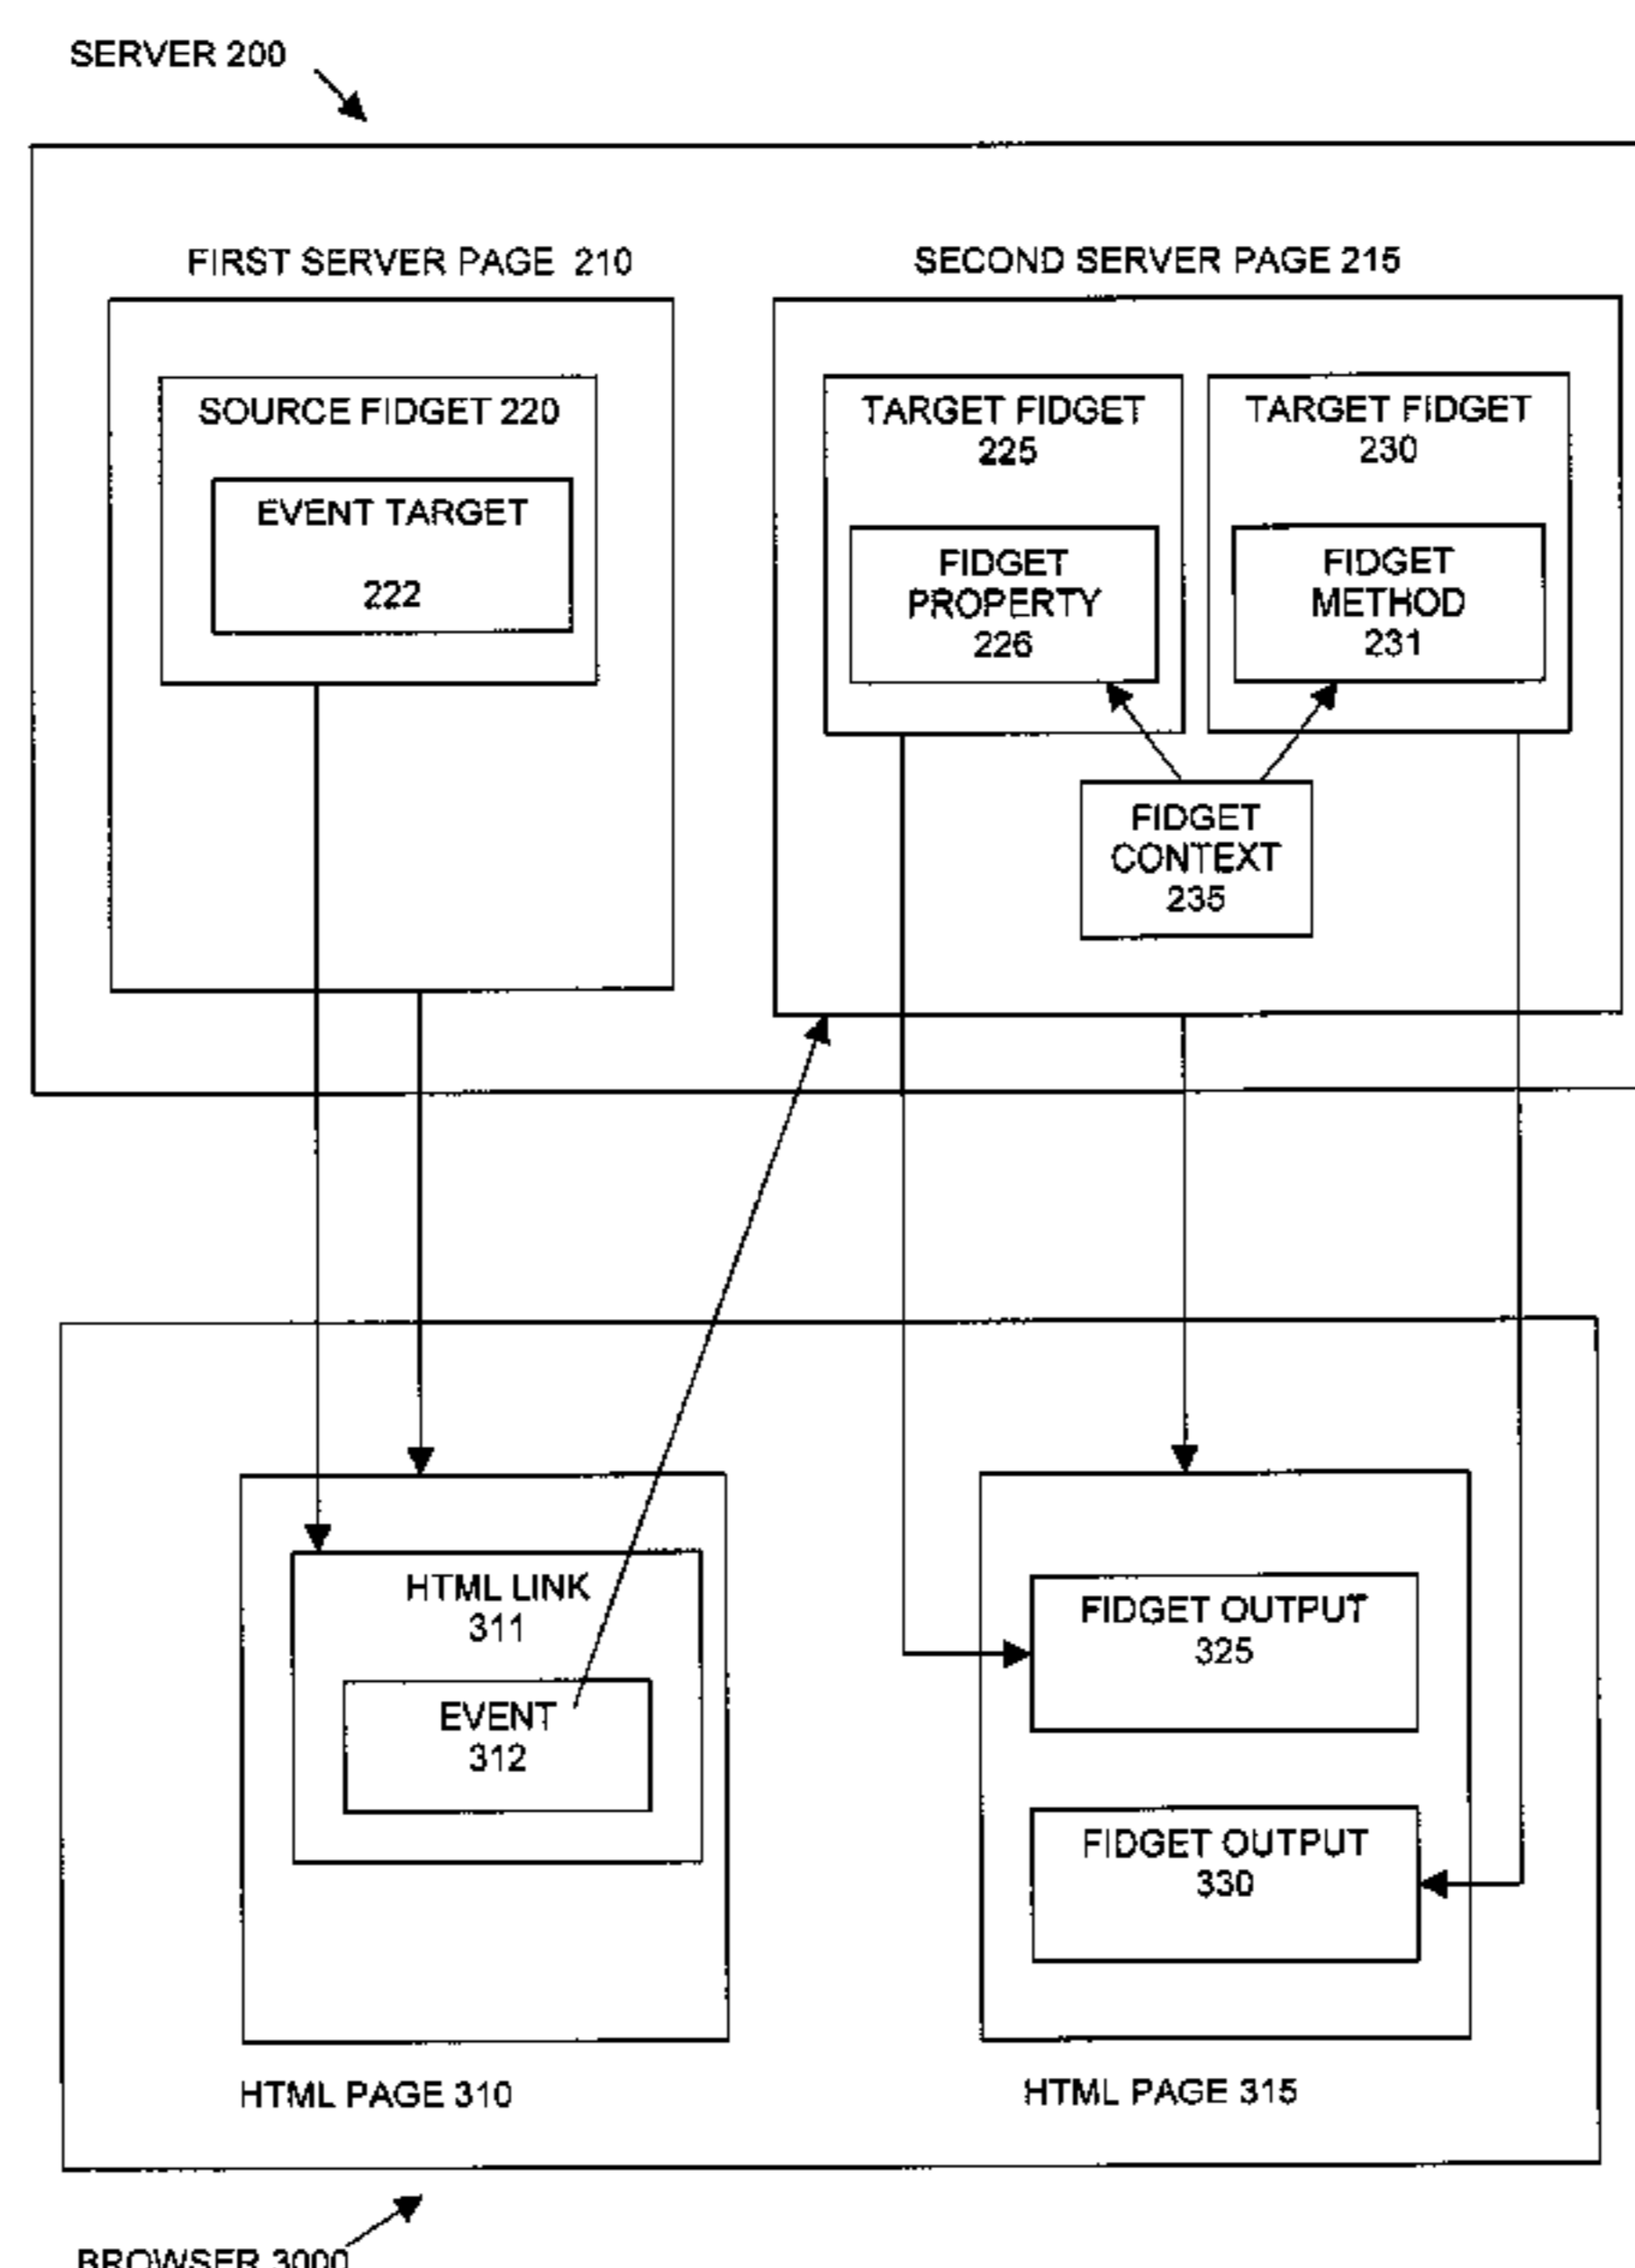 SERVER 200
FIRST SERVER PAGE 210
SECOND SERVER PAGE 215
SOURCE FIDGET 220
EVENT TARGET
222
TARGET FIDGET
225
FIDGET
PROPERTY
226
TARGET FIDGET
230
FIDGET
METHOD
231
FIDGET
CONTEXT
235
HTML LINK
311
EVENT
312
FIDGET OUTPUT
325
FIDGET OUTPUT
330
HTML PAGE 310
HTML PAGE 315
BROWSER 3000